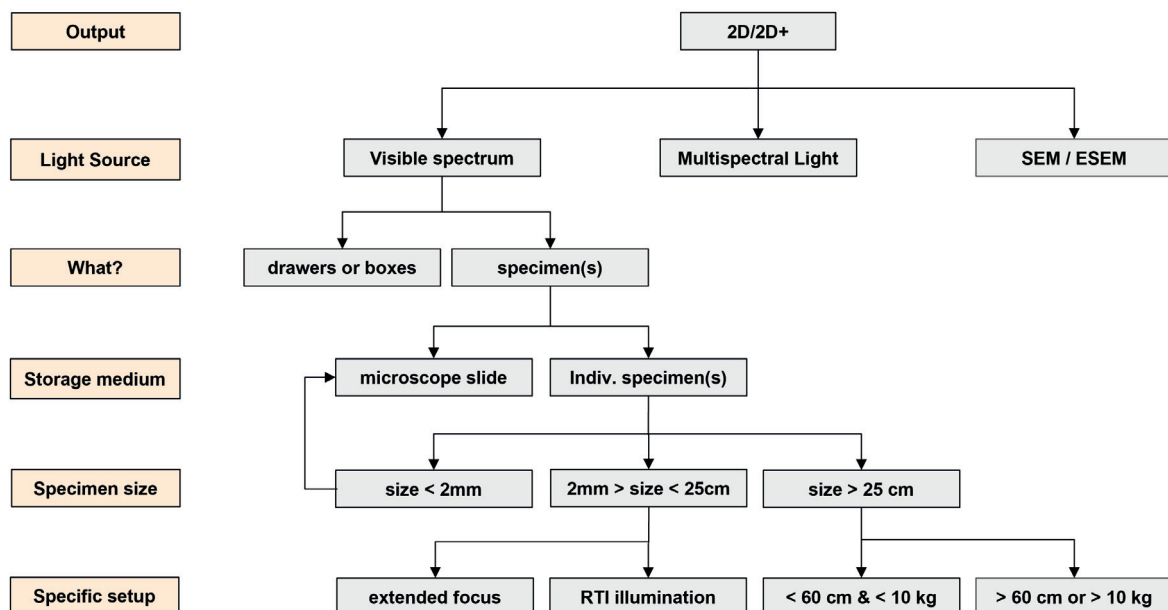 Output
2D/2D+
Light Source
Visible spectrum
Multispectral Light
SEM / ESEM
What?
drawers or boxes
specimen(s)
Storage medium
microscope slide
Indiv. specimen(s)
Specimen size
size < 2mm
2mm > size < 25cm
size > 25 cm
Specific setup
extended focus
RTI illumination
< 60 cm & < 10 kg
> 60 cm or > 10 kg